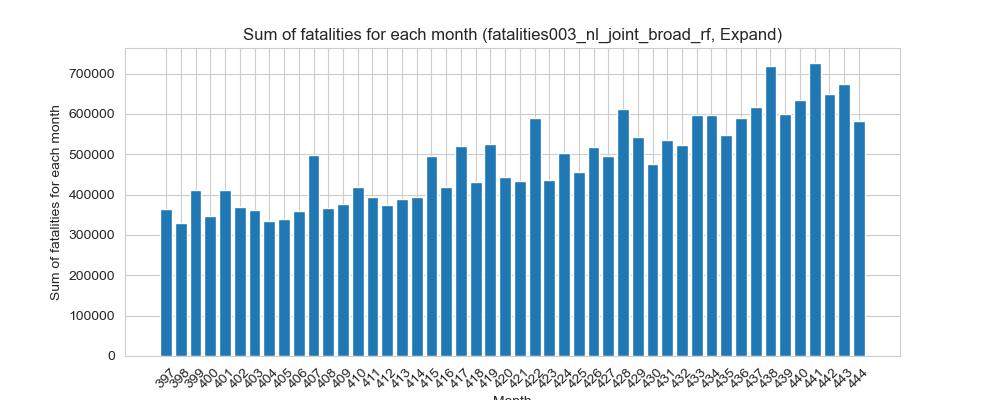 Sum of fatalities for each month (fatalities003_nl_joint_broad_rf, Expand)
Sum of fatalities for each month
700000
600000
500000
400000
300000
200000
100000
0
397 398 399 400 401 402 403 404 405 406 407 408 409 410 411 412 413 414 415 416 417 418 419 420 421 422 423 424 425 426 427 428 429 430 431 432 433 434 435 436 437 438 439 440 441 442 443 444
Month